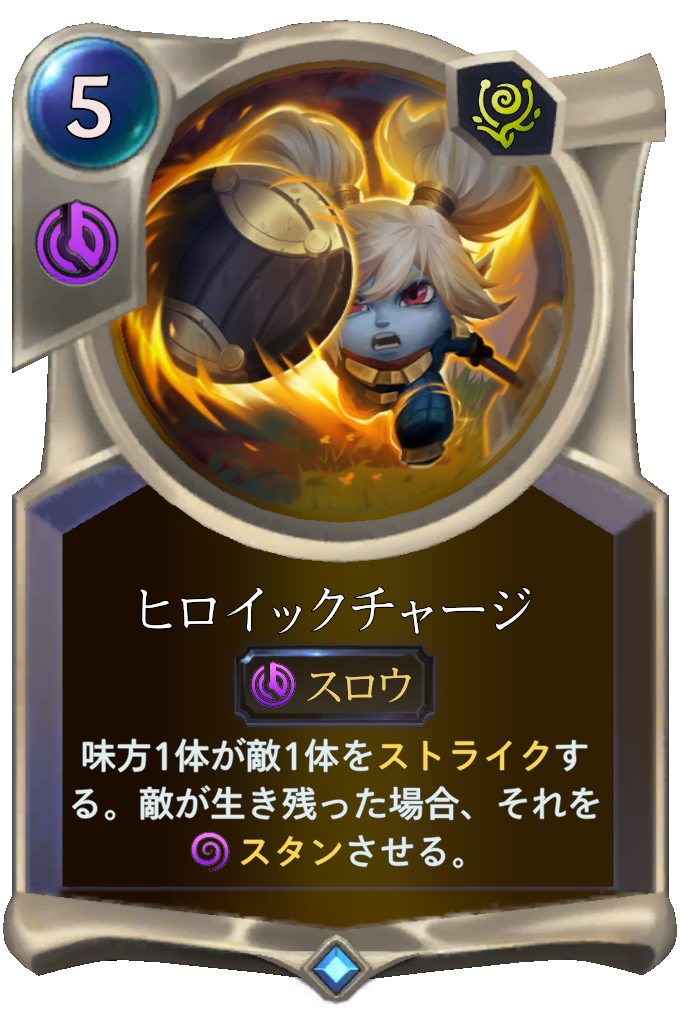 5
ヒロイックチャージ
スロウ
味方1体が敵1体をストライクす
る。敵が生き残った場合、それを
スタンさせる。